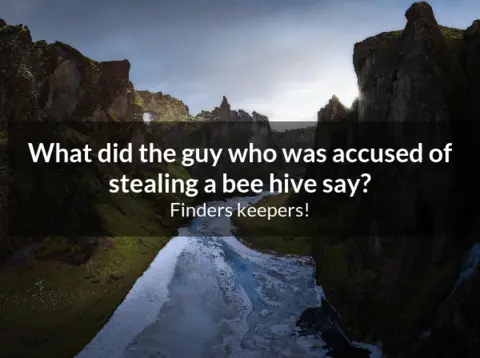 What did the guy who was accused of
stealing a bee hive say?
Finders keepers!